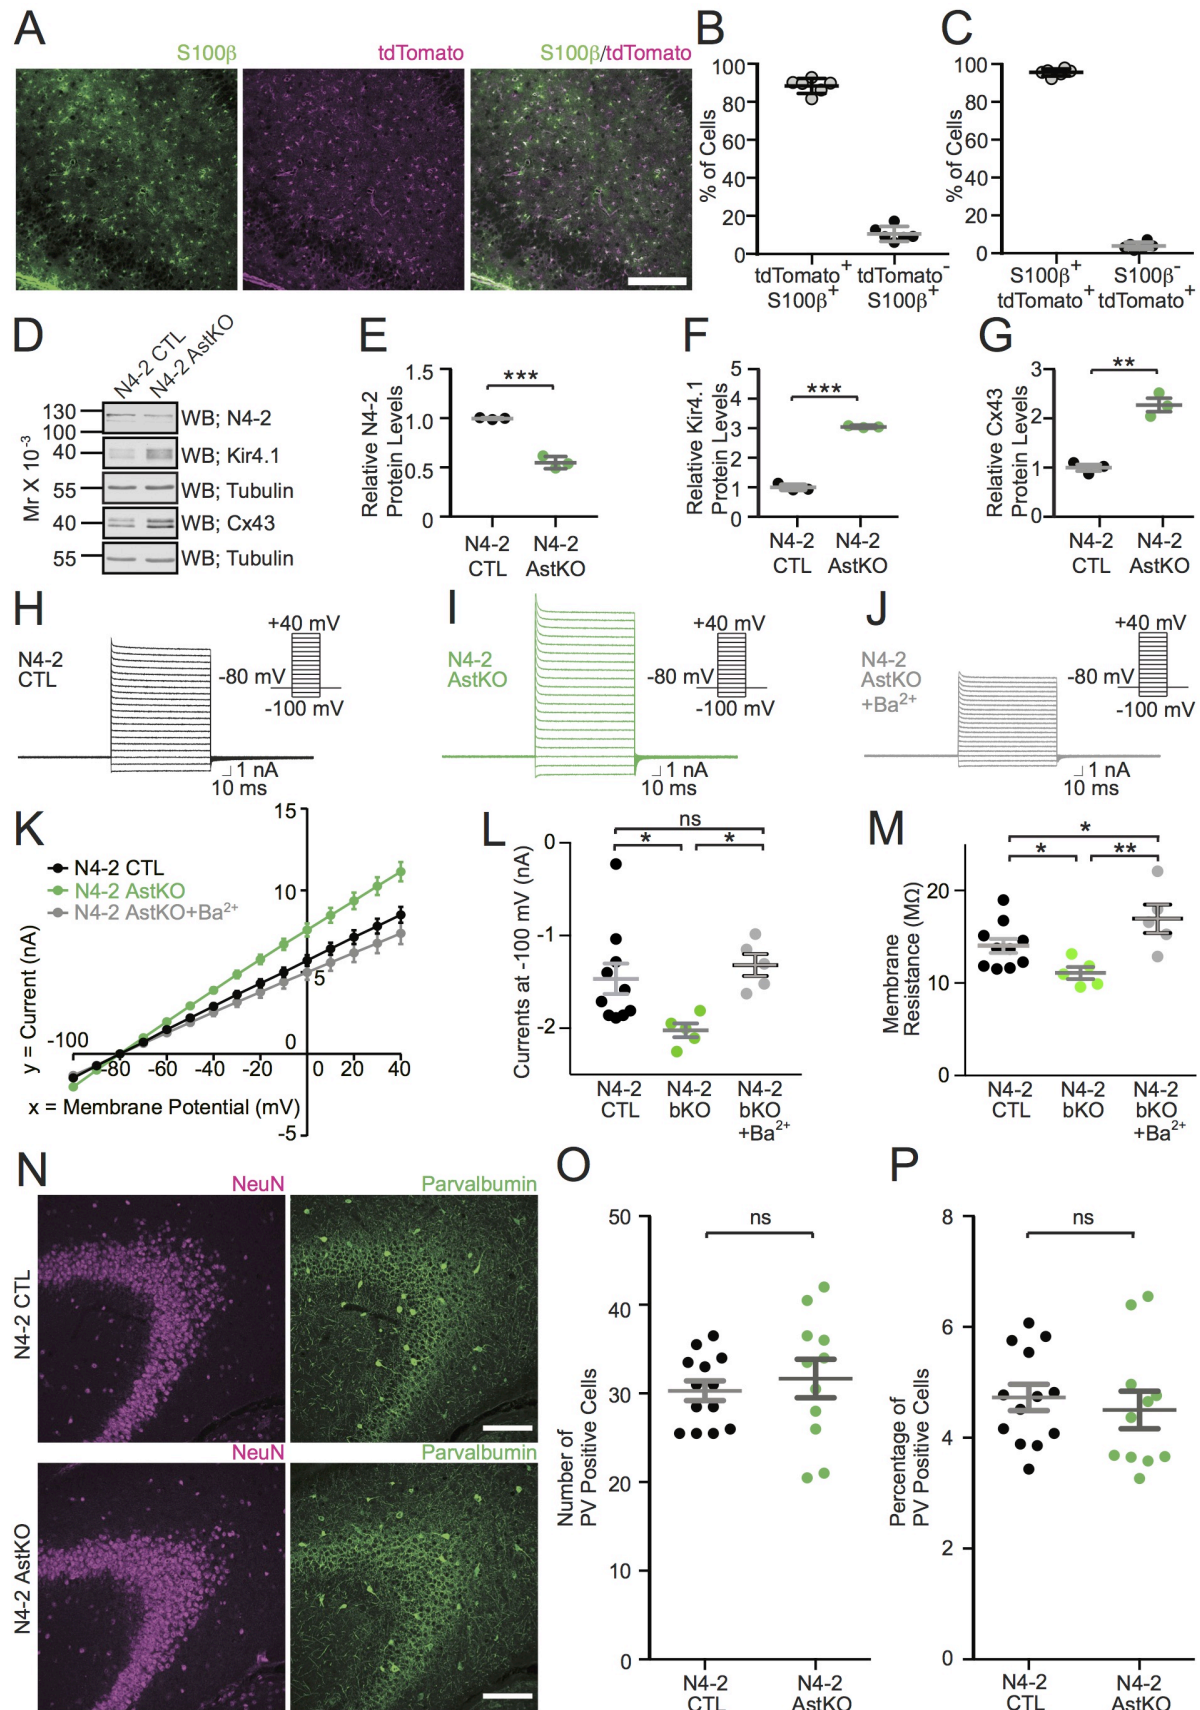 A
S100β
tdTomato
S100β/tdTomato
B
% of Cells
100
80
60
40
20
0
tdTomato+
S100β+
tdTomato-
S100β+
C
% of Cells
100
80
60
40
20
0
S100β+
tdTomato+
S100β-
tdTomato+
D
N4-2 CTL
N4-2 AstKO
Mr X 10-3
130
100
WB; N4-2
40
WB; Kir4.1
55
WB; Tubulin
40
WB; Cx43
55
WB; Tubulin
E
Relative N4-2
Protein Levels
1.5
1.0
0.5
0
***
N4-2
CTL
N4-2
AstKO
F
Relative Kir4.1
Protein Levels
5
4
3
2
1
0
***
N4-2
CTL
N4-2
AstKO
G
Relative Cx43
Protein Levels
3
2
1
0
**
N4-2
CTL
N4-2
AstKO
H
N4-2
CTL
+40 mV
-80 mV
-100 mV
1 nA
10 ms
I
N4-2
AstKO
+40 mV
-80 mV
-100 mV
1 nA
10 ms
J
N4-2
AstKO
+Ba2+
+40 mV
-80 mV
-100 mV
1 nA
10 ms
K
N4-2 CTL
N4-2 AstKO
N4-2 AstKO+Ba2+
y = Current (nA)
15
10
5
0
-5
-100
-80
-60
-40
-20
0
20
40
x = Membrane Potential (mV)
L
Currents at -100 mV (nA)
0
-1
-2
ns
*
*
N4-2
CTL
N4-2
bKO
N4-2
bKO
+Ba2+
M
Membrane
Resistance (MΩ)
20
10
0
*
*
**
N4-2
CTL
N4-2
bKO
N4-2
bKO
+Ba2+
N
NeuN
Parvalbumin
N4-2 CTL
NeuN
Parvalbumin
N4-2 AstKO
O
Number of
PV Positive Cells
50
40
30
20
10
0
ns
N4-2
CTL
N4-2
AstKO
P
Percentage of
PV Positive Cells
8
6
4
2
0
ns
N4-2
CTL
N4-2
AstKO